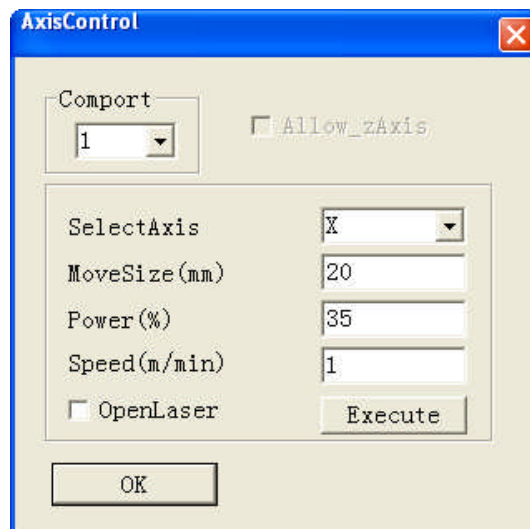 AxisControl
Comport
1
Allow_zAxis
SelectAxis X
MoveSize(mm) 20
Power(%) 35
Speed(m/min) 1
OpenLaser Execute
OK